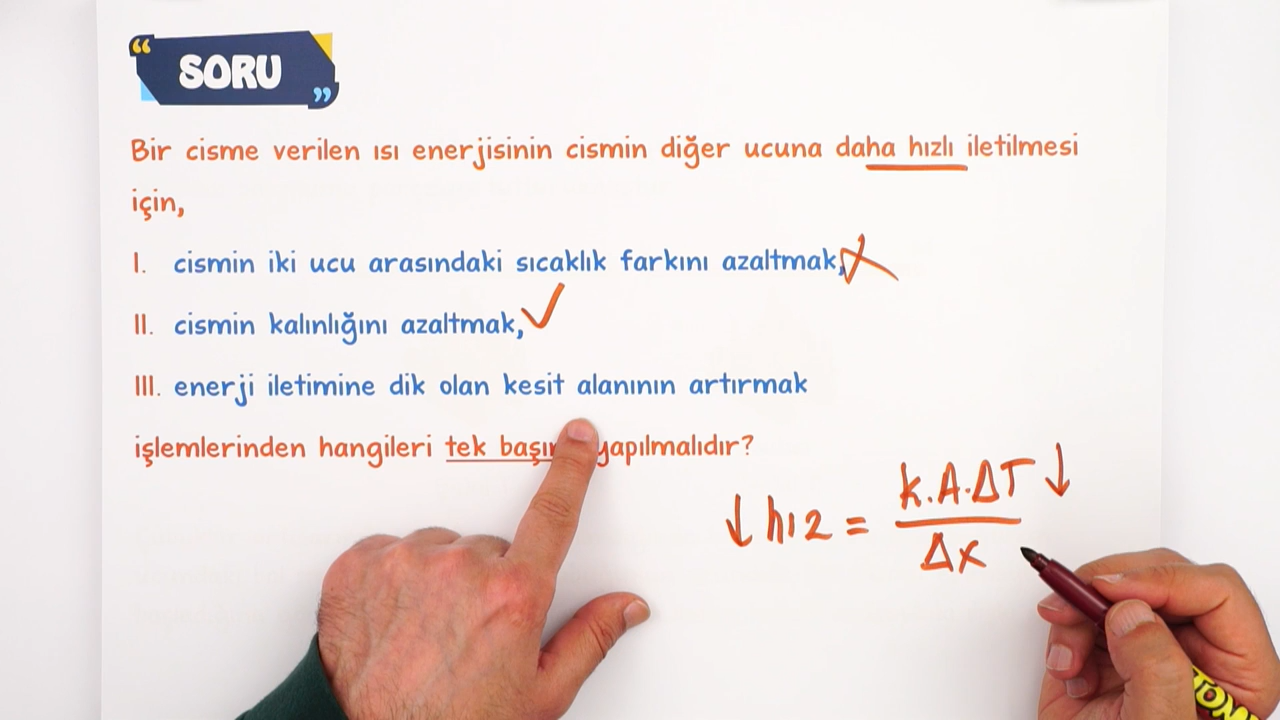 SORU
Bir cisme verilen ısı enerjisinin cismin diğer ucuna daha hızlı iletilmesi
için,
I. cismin iki ucu arasındaki sıcaklık farkını azaltmak,
II. cismin kalınlığını azaltmak,
III. enerji iletimine dik olan kesit alanının artırmak
işlemlerinden hangileri tek yapılmalıdır?
↓ hız = k.A.ΔT ↓
Δx